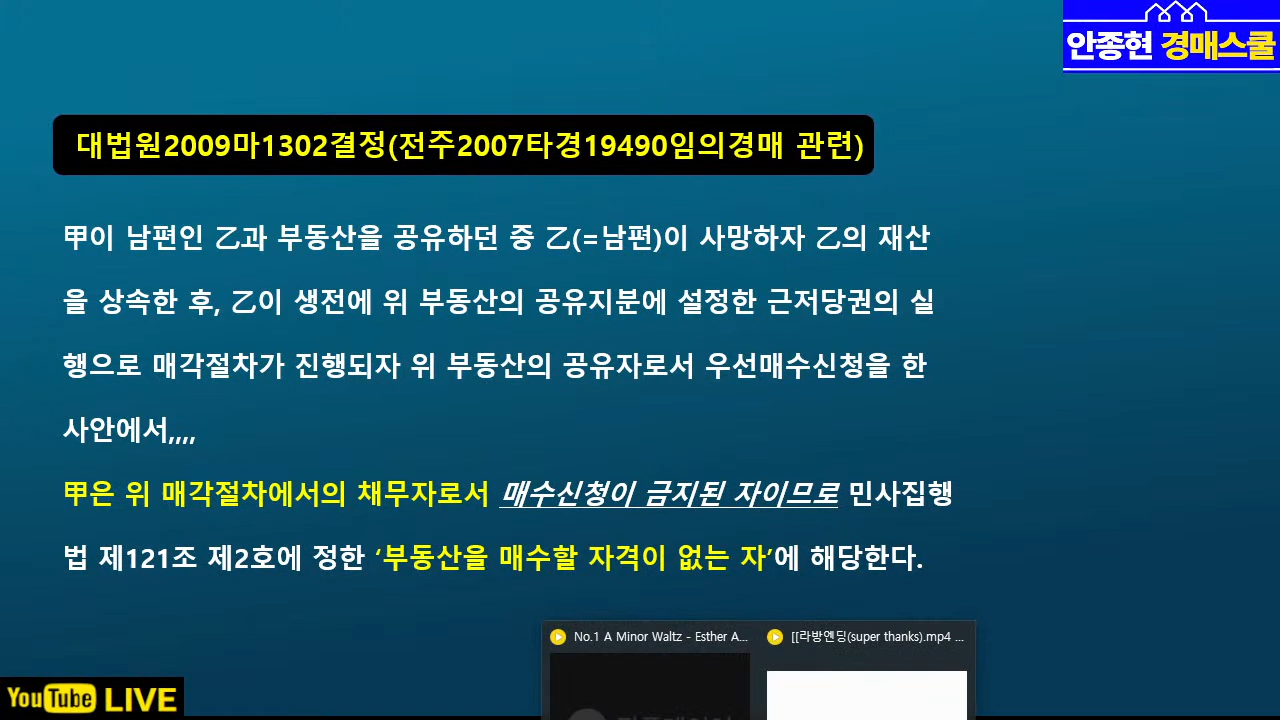 안종현 경매스쿨
대법원2009마1302결정(전주2007타경19490임의경매 관련)
甲이 남편인 乙과 부동산을 공유하던 중 乙(=남편)이 사망하자 乙의 재산
을 상속한 후, 乙이 생전에 위 부동산의 공유지분에 설정한 근저당권의 실
행으로 매각절차가 진행되자 위 부동산의 공유자로서 우선매수신청을 한
사안에서,,,,
甲은 위 매각절차에서의 채무자로서 매수신청이 금지된 자이므로 민사집행
법 제121조 제2호에 정한 ‘부동산을 매수할 자격이 없는 자’에 해당한다.
No.1 A Minor Waltz - Esther A...
[[라방엔딩(super thanks).mp4 ...
YouTube LIVE